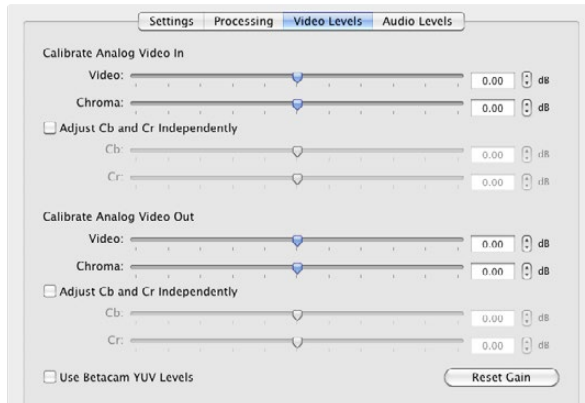 Settings Processing Video Levels Audio Levels
Calibrate Analog Video In
Video: 0.00 dB
Chroma: 0.00 dB
Adjust Cb and Cr Independently
Cb: 0.00 dB
Cr: 0.00 dB
Calibrate Analog Video Out
Video: 0.00 dB
Chroma: 0.00 dB
Adjust Cb and Cr Independently
Cb: 0.00 dB
Cr: 0.00 dB
Use Betacam YUV Levels Reset Gain